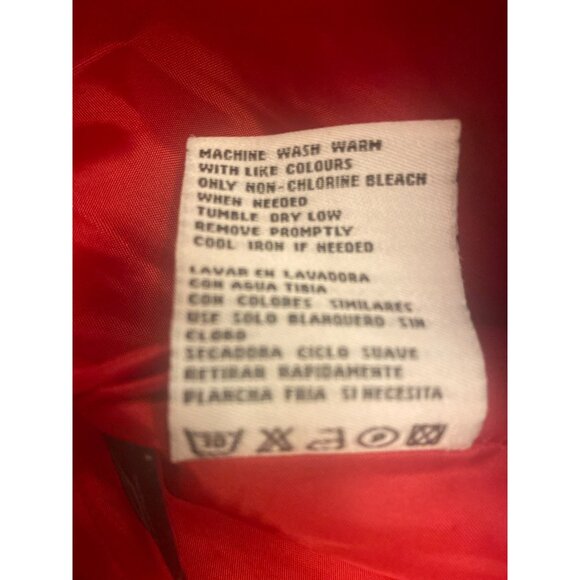 MACHINE WASH WARM
WITH LIKE COLOURS
ONLY NON-CHLORINE BLEACH
WHEN NEEDED
TUMBLE DRY LOW
REMOVE PROMPTLY
COOL IRON IF NEEDED
LAVAR EN LAVADORA
CON AGUA TIBIA
CON COLORES SIMILARES
USE SOLO BLANQUERO SIN
CLORO
SECADORA CICLO SUAVE
RETIRAR RAPIDAMENTE
PLANCHA FRIA SI NECESITA